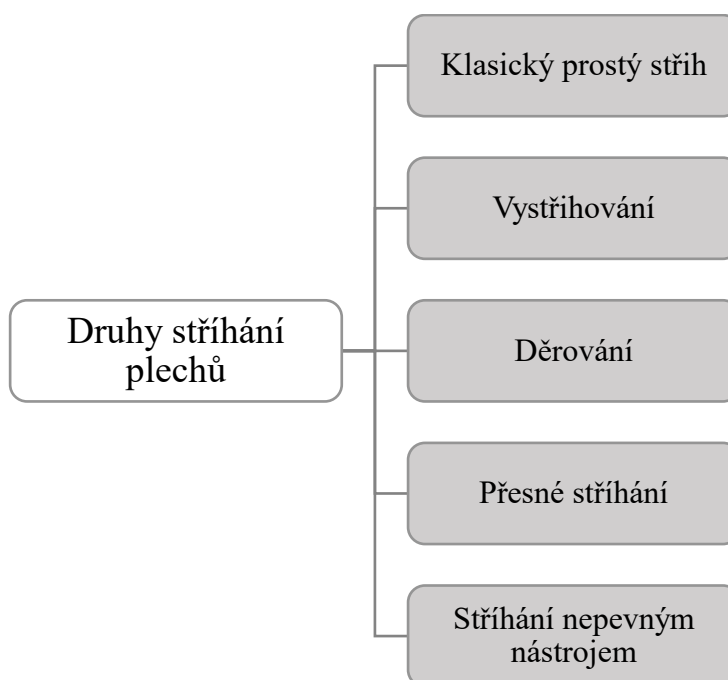 Klasický prostý střih
Vystřihování
Druhy stříhání
plechů
Děrování
Přesné stříhání
Stříhání nepevným
nástrojem